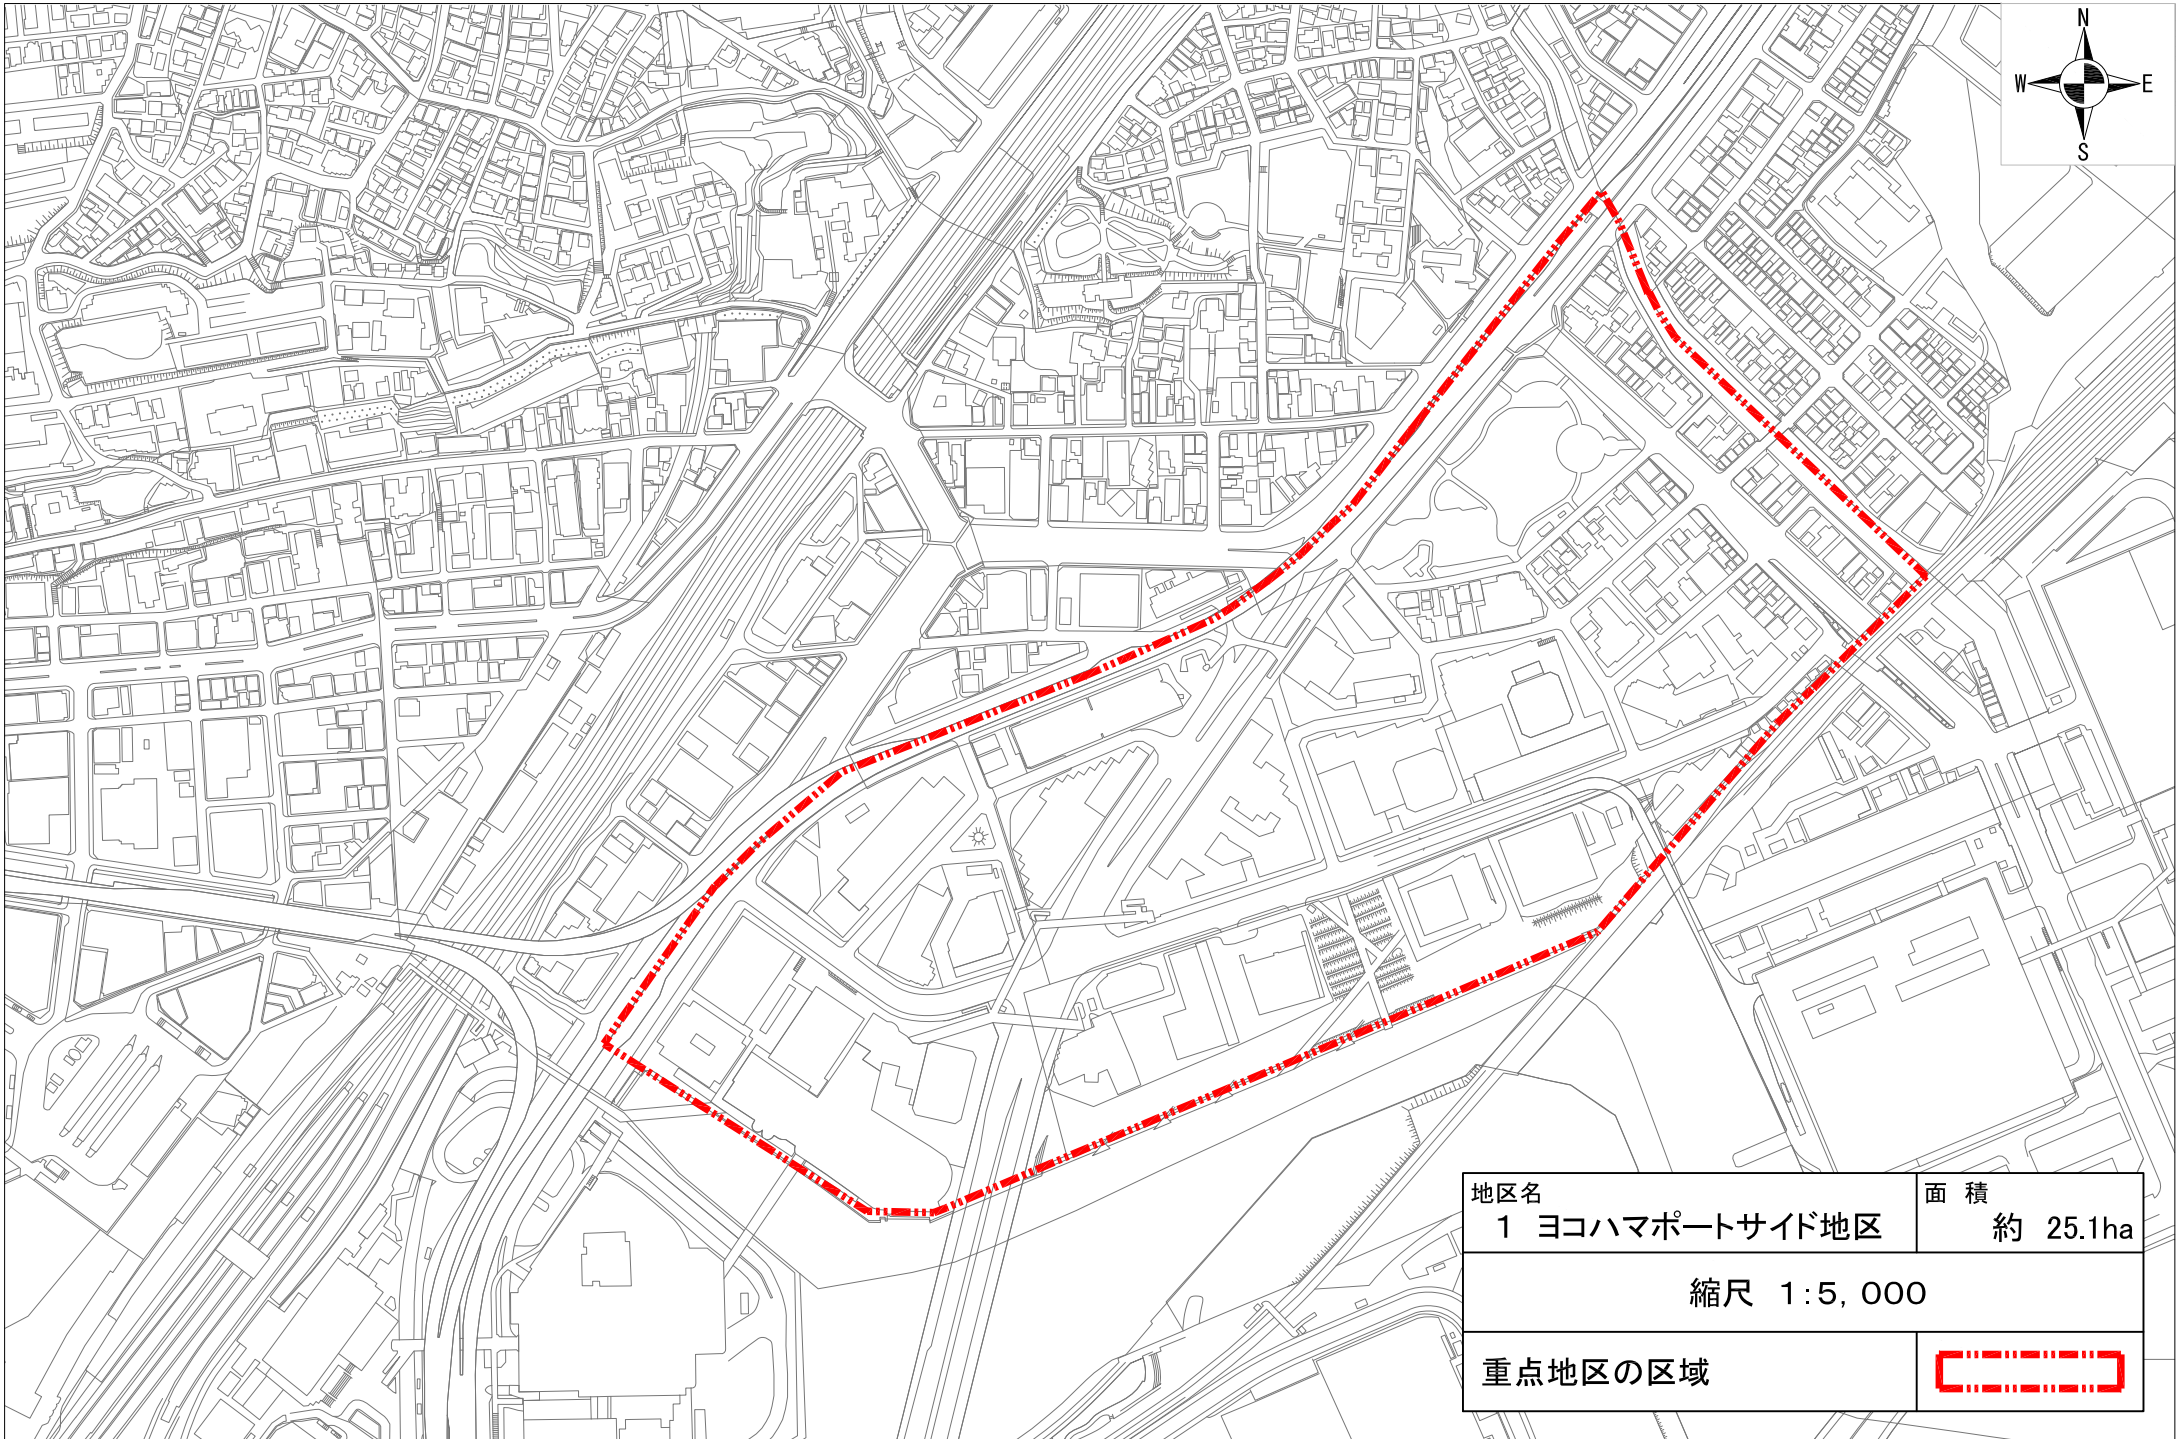 N
W E
S
地区名
1 ヨコハマポートサイド地区
面 積
約 25.1ha
縮尺 1:5,000
重点地区の区域